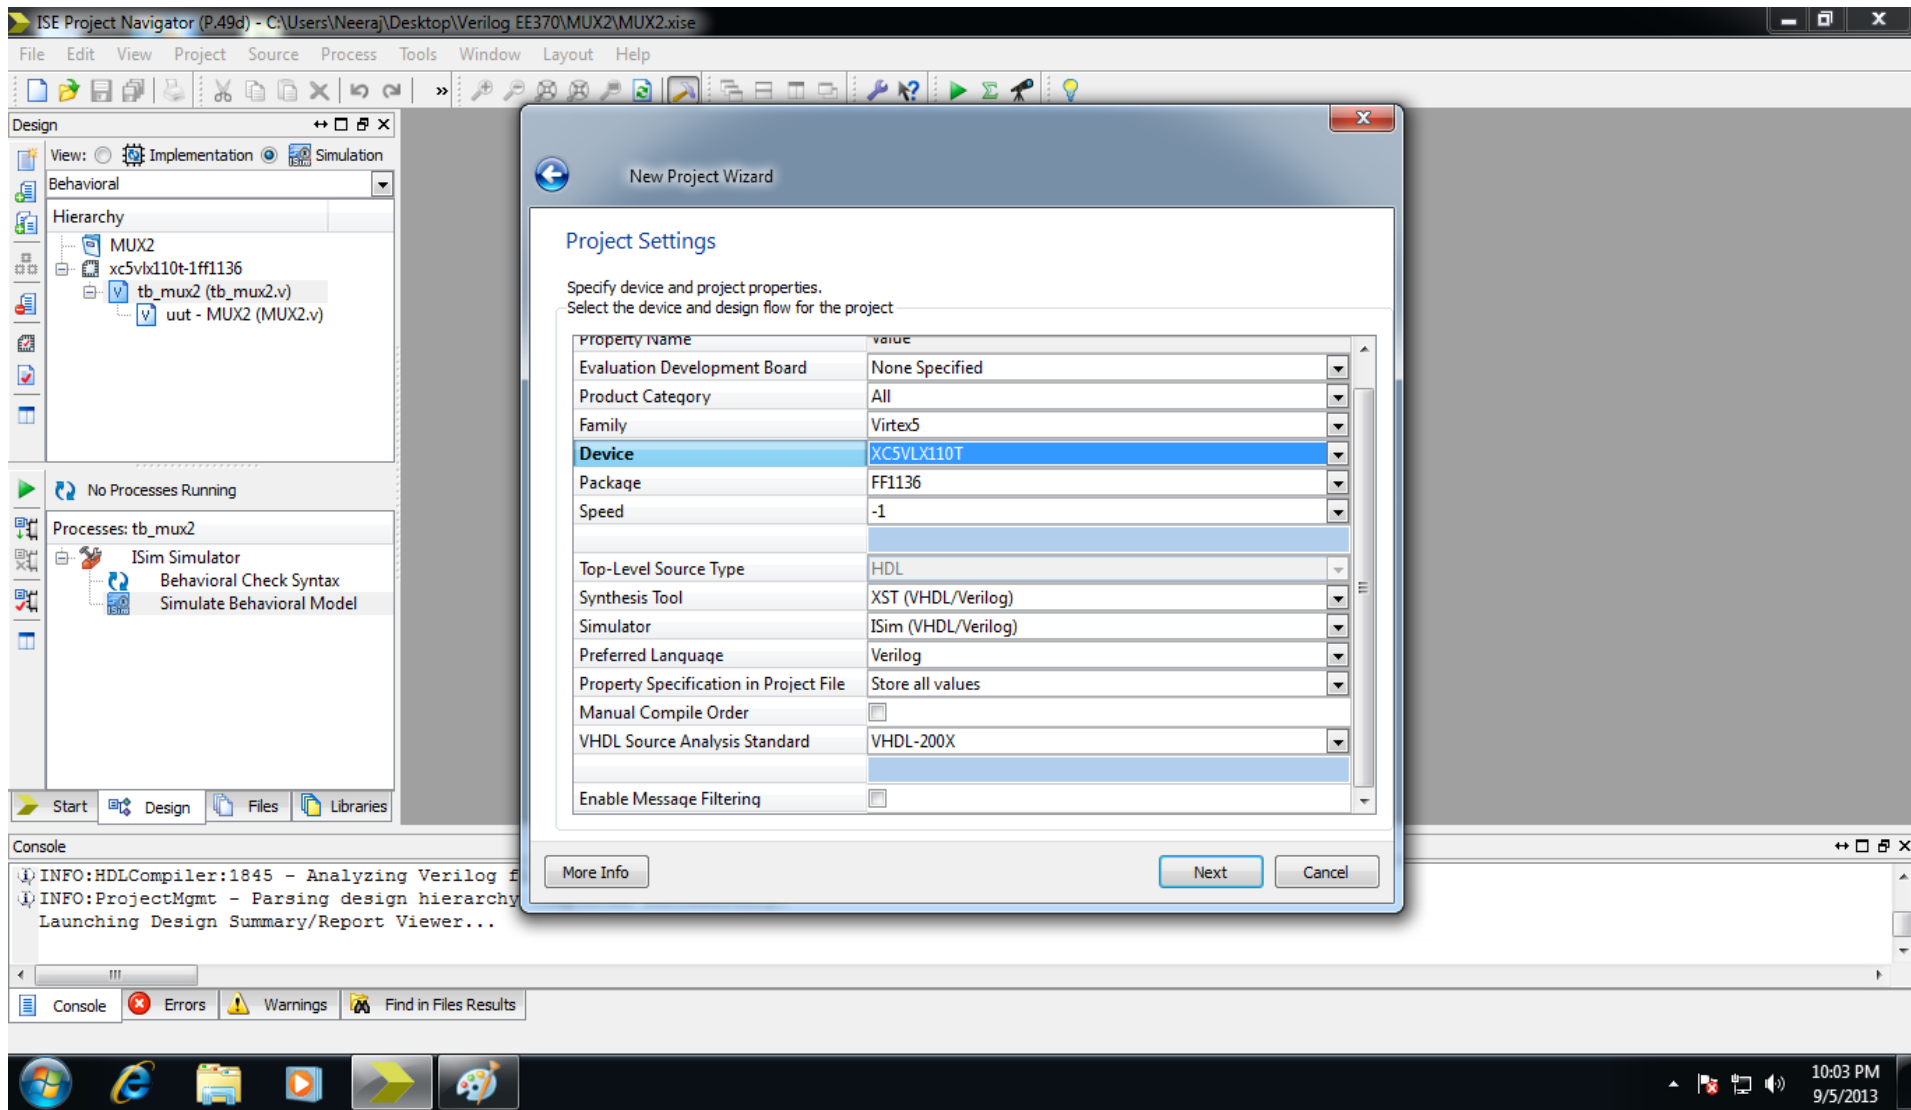 ISE Project Navigator (P.49d) - C:\Users\Neeraj\Desktop\Verilog EE370\MUX2\MUX2.xise
File Edit View Project Source Process Tools Window Layout Help
Design
View: Implementation Simulation
Behavioral
Hierarchy
MUX2
xc5vlx110t-1ff1136
tb_mux2 (tb_mux2.v)
uut - MUX2 (MUX2.v)
No Processes Running
Processes: tb_mux2
ISim Simulator
Behavioral Check Syntax
Simulate Behavioral Model
Start Design Files Libraries
New Project Wizard
Project Settings
Specify device and project properties.
Select the device and design flow for the project
Property Name Value
Evaluation Development Board None Specified
Product Category All
Family Virtex5
Device XC5VLX110T
Package FF1136
Speed -1
Top-Level Source Type HDL
Synthesis Tool XST (VHDL/Verilog)
Simulator ISim (VHDL/Verilog)
Preferred Language Verilog
Property Specification in Project File Store all values
Manual Compile Order
VHDL Source Analysis Standard VHDL-200X
Enable Message Filtering
More Info Next Cancel
Console
INFO:HDLCompiler:1845 - Analyzing Verilog f
INFO:ProjectMgmt - Parsing design hierarchy
Launching Design Summary/Report Viewer...
Console Errors Warnings Find in Files Results
10:03 PM
9/5/2013